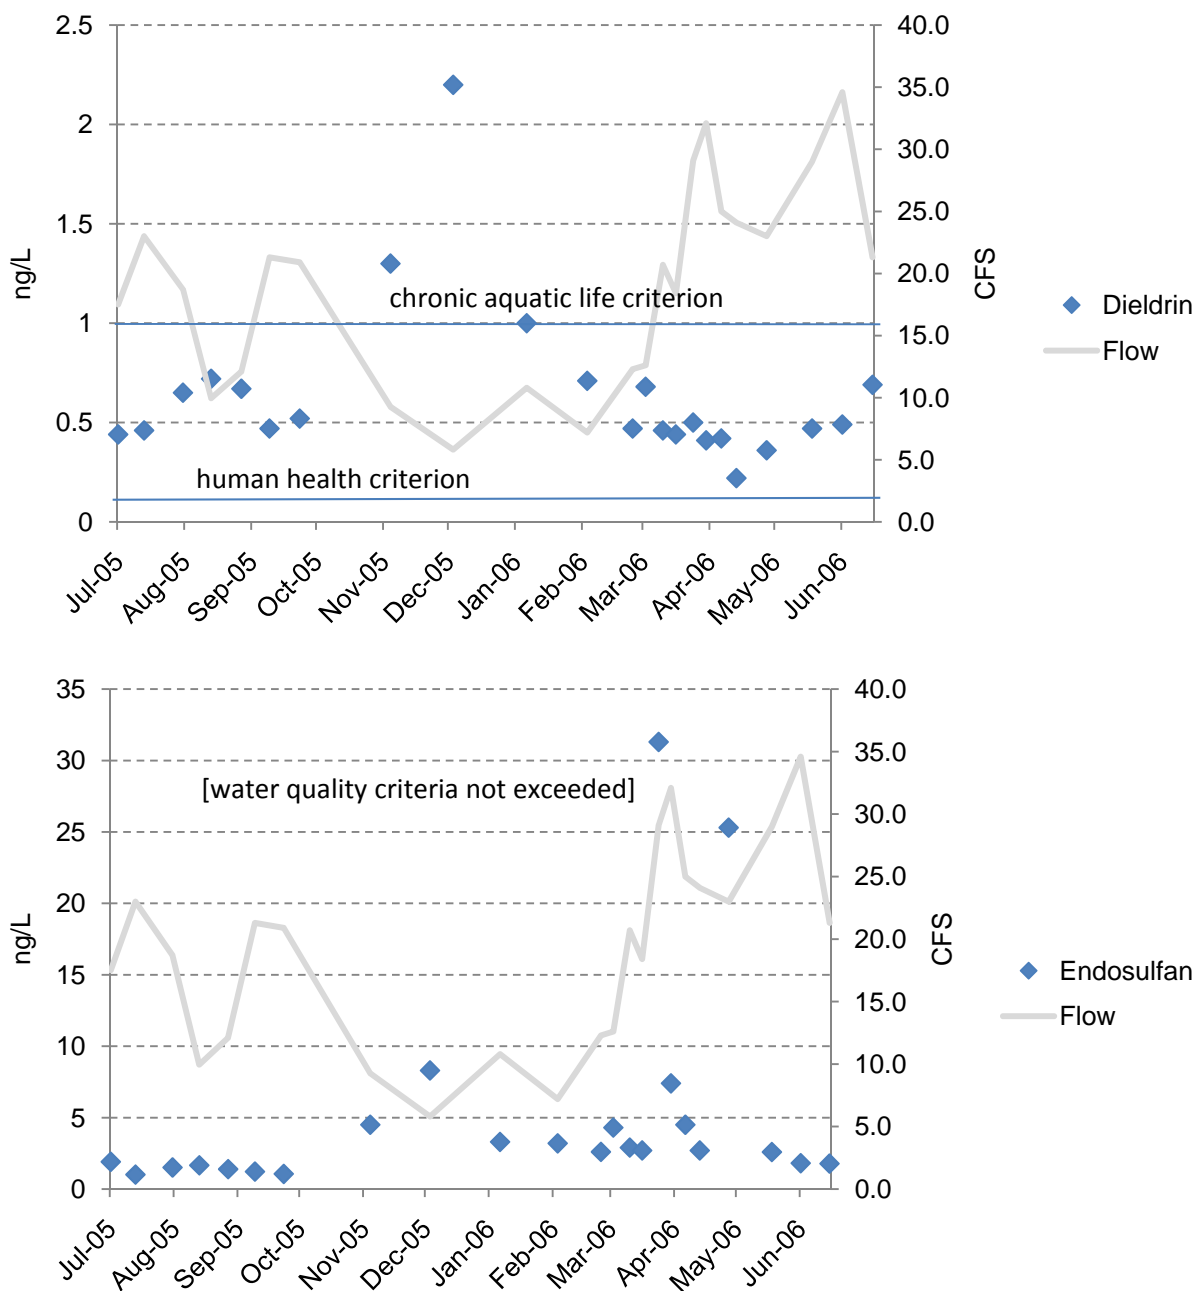 2.5
2
1.5
1
0.5
0
ng/L
40.0
35.0
30.0
25.0
20.0
15.0
10.0
5.0
0.0
CFS
chronic aquatic life criterion
human health criterion
Dieldrin
Flow
Jul-05
Aug-05
Sep-05
Oct-05
Nov-05
Dec-05
Jan-06
Feb-06
Mar-06
Apr-06
May-06
Jun-06
35
30
25
20
15
10
5
0
ng/L
40.0
35.0
30.0
25.0
20.0
15.0
10.0
5.0
0.0
CFS
[water quality criteria not exceeded]
Endosulfan
Flow
Jul-05
Aug-05
Sep-05
Oct-05
Nov-05
Dec-05
Jan-06
Feb-06
Mar-06
Apr-06
May-06
Jun-06